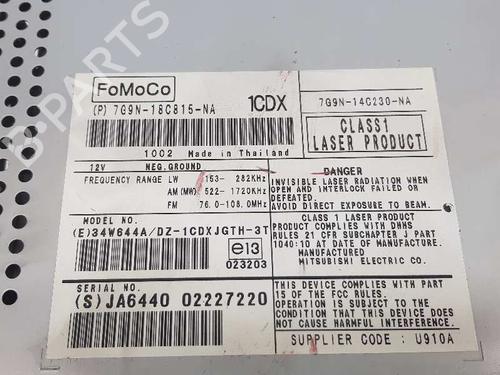 FoMoCo
(P) 7G9N-18C815-NA
1CDX
7G9N-14C230-NA
CLASS1
LASER PRODUCT
1002 Made in Thailand
12V NEG.GROUND
FREQUENCY RANGE LW 153- 282KHz
AM(MW) 522- 1720KHz
FM 76.0-108.0MHz
DANGER
INVISIBLE LASER RADIATION WHEN
OPEN AND INTERLOCK FAILED OR
DEFEATED.
AVOID DIRECT EXPOSURE TO BEAM.
MODEL NO.
(E)34W644A/DZ-1CDXJGTH-3T
e13
023203
CLASS 1 LASER PRODUCT
PRODUCT COMPLIES WITH DHHS
RULES 21 CFR SUBCHAPTER J PART
1040:10 AT DATE OF MANUFACTURE.
MANUFACTURED
MITSUBISHI ELECTRIC CO.
SERIAL NO.
(S)JA6440 02227220
THIS DEVICE COMPLIES WITH PART
15 OF THE FCC RULES.
OPERATION IS SUBJECT TO THE
CONDITION THAT THIS DEVICE DOES
NOT CAUSE HARMFUL INTERFERENCE.
SUPPLIER CODE : U910A
B-PARTS